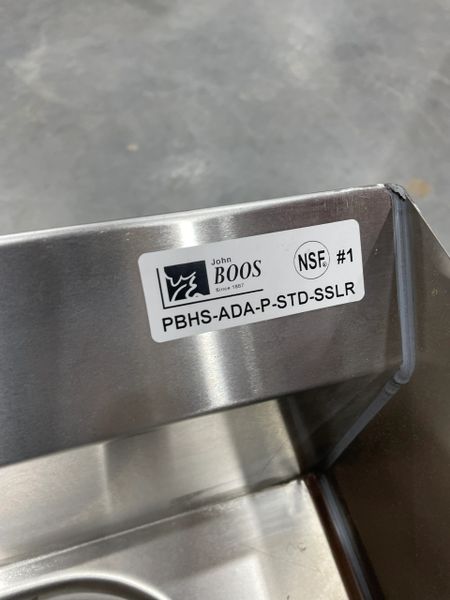 John
BOOS
Since 1887
NSF® #1
PBHS-ADA-P-STD-SSLR